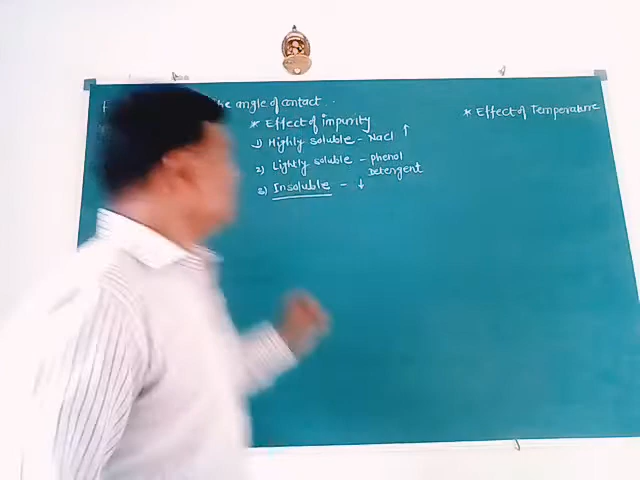 the angle of contact . .
* Effect of impurity
1) Highly soluble - Nacl ↑
2) Lightly soluble - phenol
Detergent
3) Insoluble - ↓
* Effect of Temperature